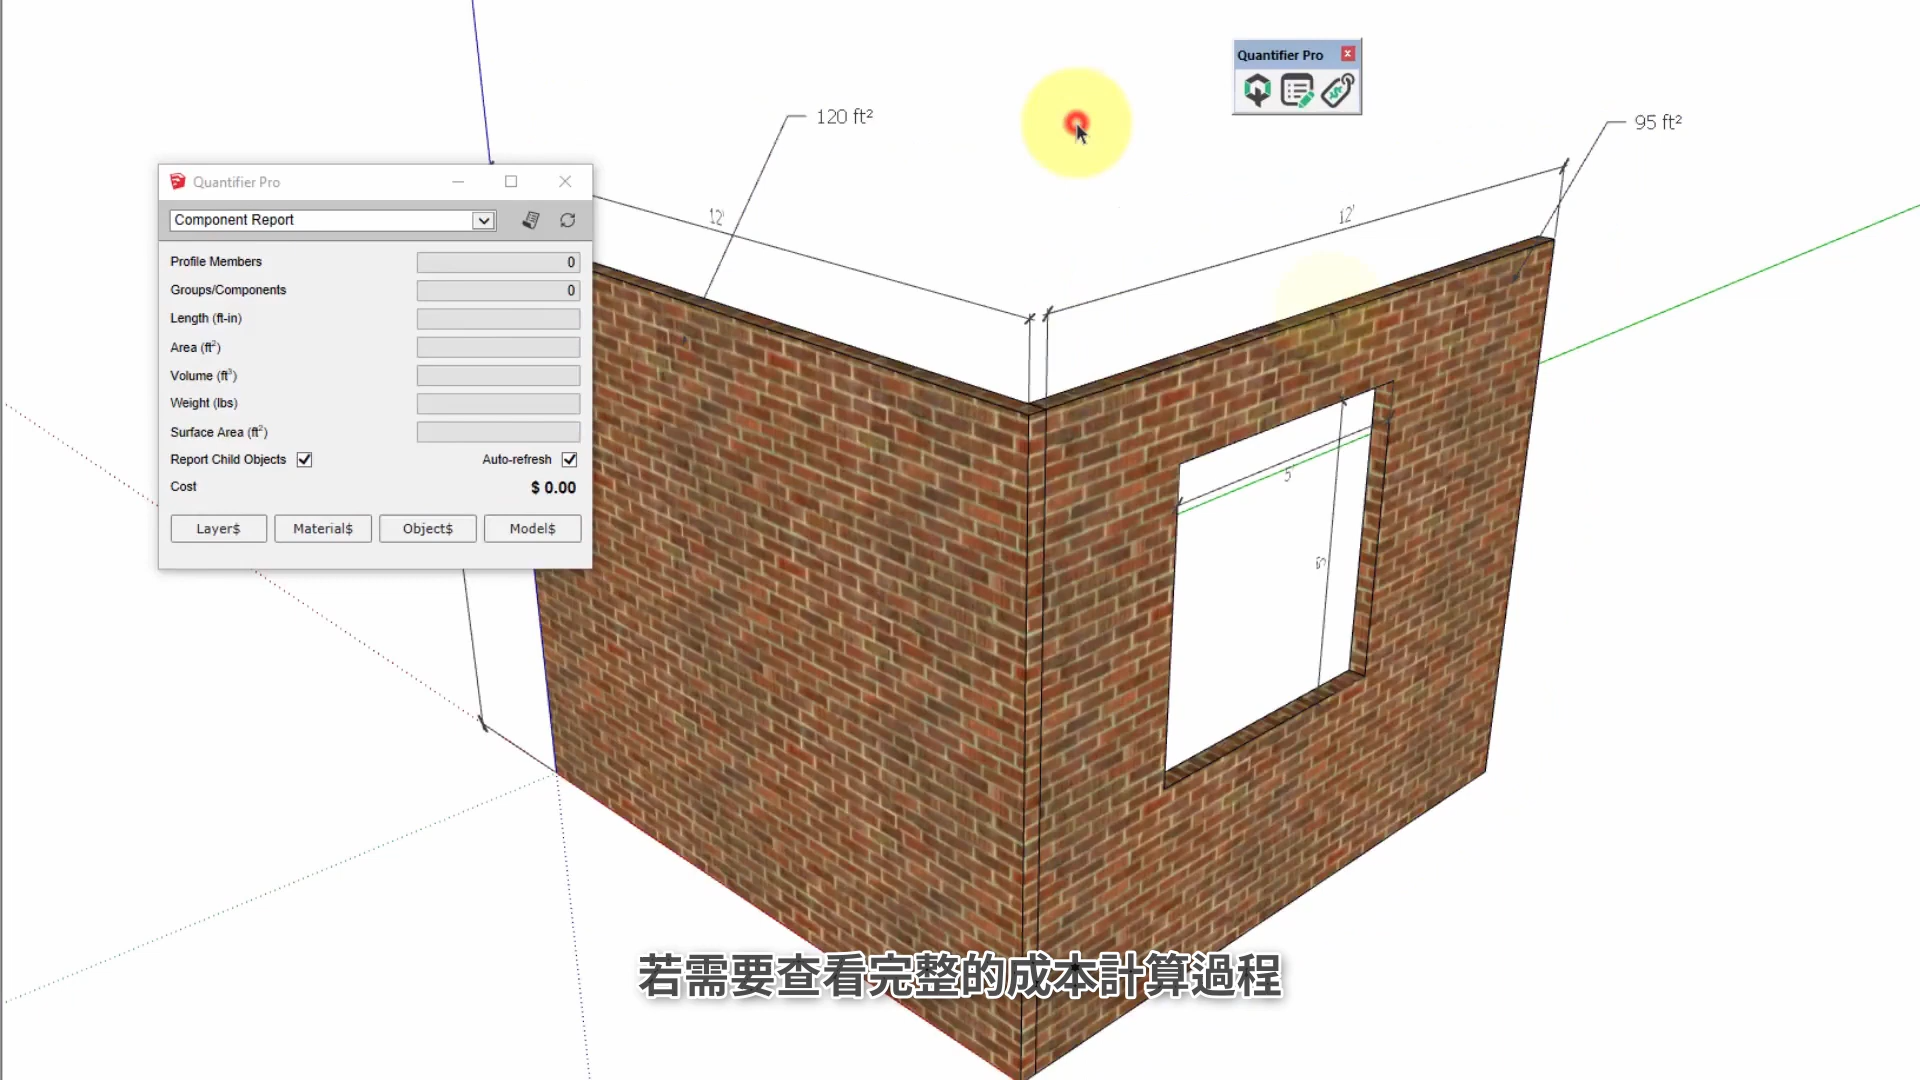 Quantifier Pro
120 ft²
95 ft²
Quantifier Pro
Component Report
12'
12'
Profile Members 0
Groups/Components 0
Length (ft-in)
Area (ft²)
Volume (ft³)
Weight (lbs)
Surface Area (ft²)
Report Child Objects Auto-refresh
Cost $ 0.00
Layer$ Material$ Object$ Model$
5'
5'
若需要查看完整的成本計算過程